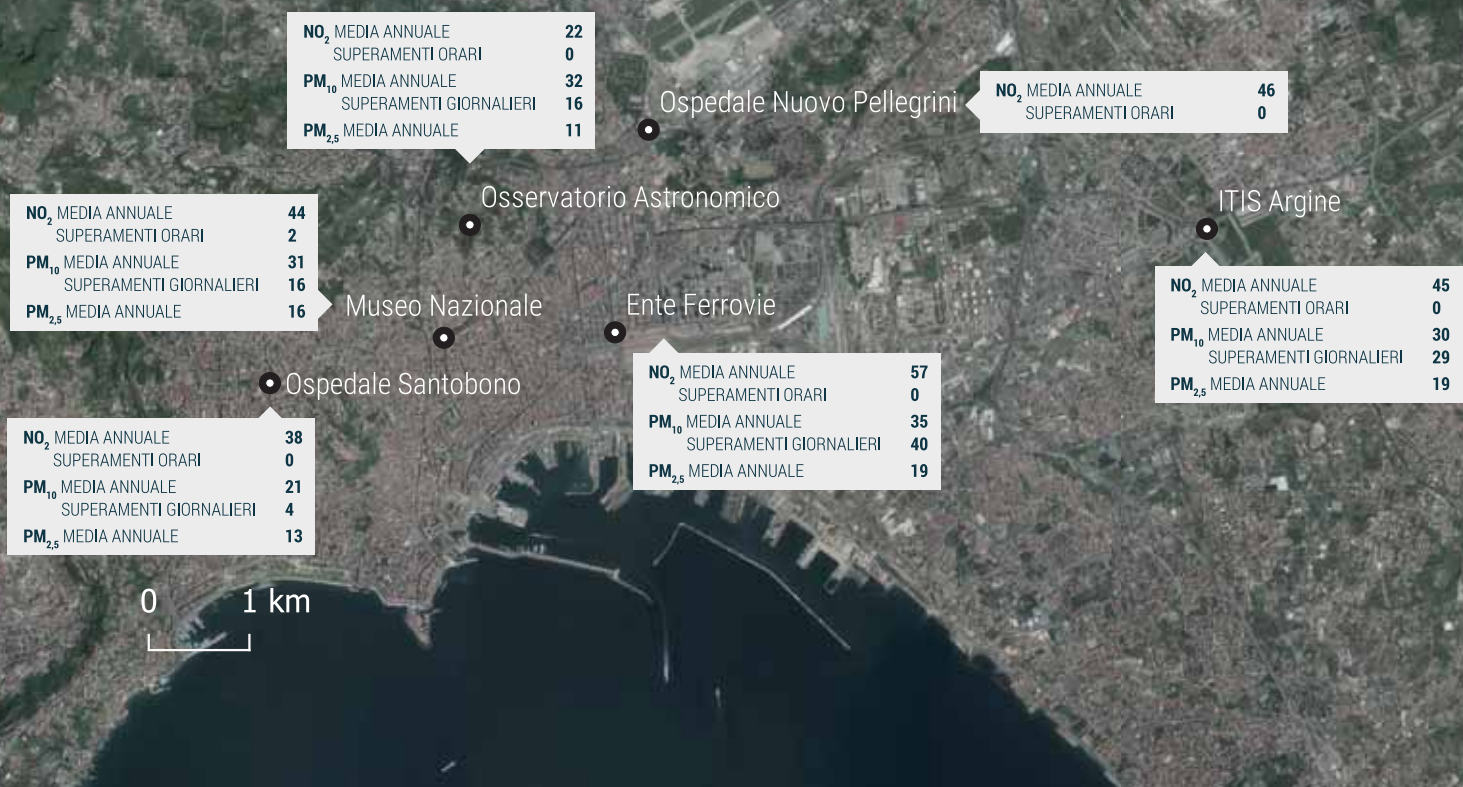 NO2 MEDIA ANNUALE 22
SUPERAMENTI ORARI 0
PM10 MEDIA ANNUALE 32
SUPERAMENTI GIORNALIERI 16
PM2,5 MEDIA ANNUALE 11
Ospedale Nuovo Pellegrini
NO2 MEDIA ANNUALE 46
SUPERAMENTI ORARI 0
Osservatorio Astronomico
ITIS Argine
NO2 MEDIA ANNUALE 44
SUPERAMENTI ORARI 2
PM10 MEDIA ANNUALE 31
SUPERAMENTI GIORNALIERI 16
PM2,5 MEDIA ANNUALE 16
Museo Nazionale
Ente Ferrovie
NO2 MEDIA ANNUALE 45
SUPERAMENTI ORARI 0
PM10 MEDIA ANNUALE 30
SUPERAMENTI GIORNALIERI 29
PM2,5 MEDIA ANNUALE 19
NO2 MEDIA ANNUALE 57
SUPERAMENTI ORARI 0
PM10 MEDIA ANNUALE 35
SUPERAMENTI GIORNALIERI 40
PM2,5 MEDIA ANNUALE 19
Ospedale Santobono
NO2 MEDIA ANNUALE 38
SUPERAMENTI ORARI 0
PM10 MEDIA ANNUALE 21
SUPERAMENTI GIORNALIERI 4
PM2,5 MEDIA ANNUALE 13
0 1 km